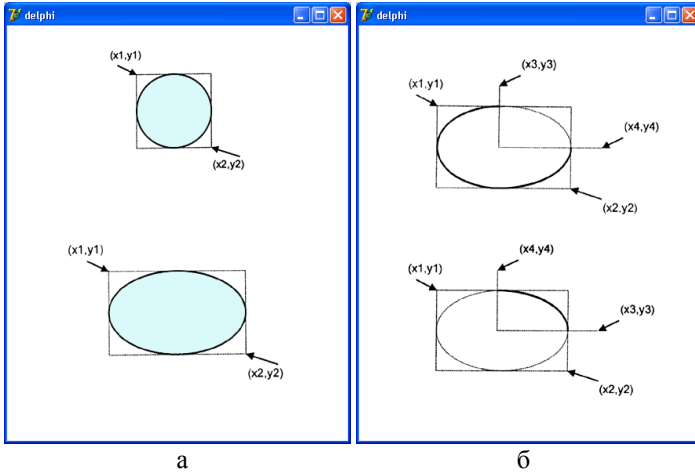 delphi
(x1,y1)
(x2,y2)
(x1,y1)
(x2,y2)
а
delphi
(x3,y3)
(x1,y1)
(x4,y4)
(x2,y2)
(x4,y4)
(x1,y1)
(x3,y3)
(x2,y2)
б